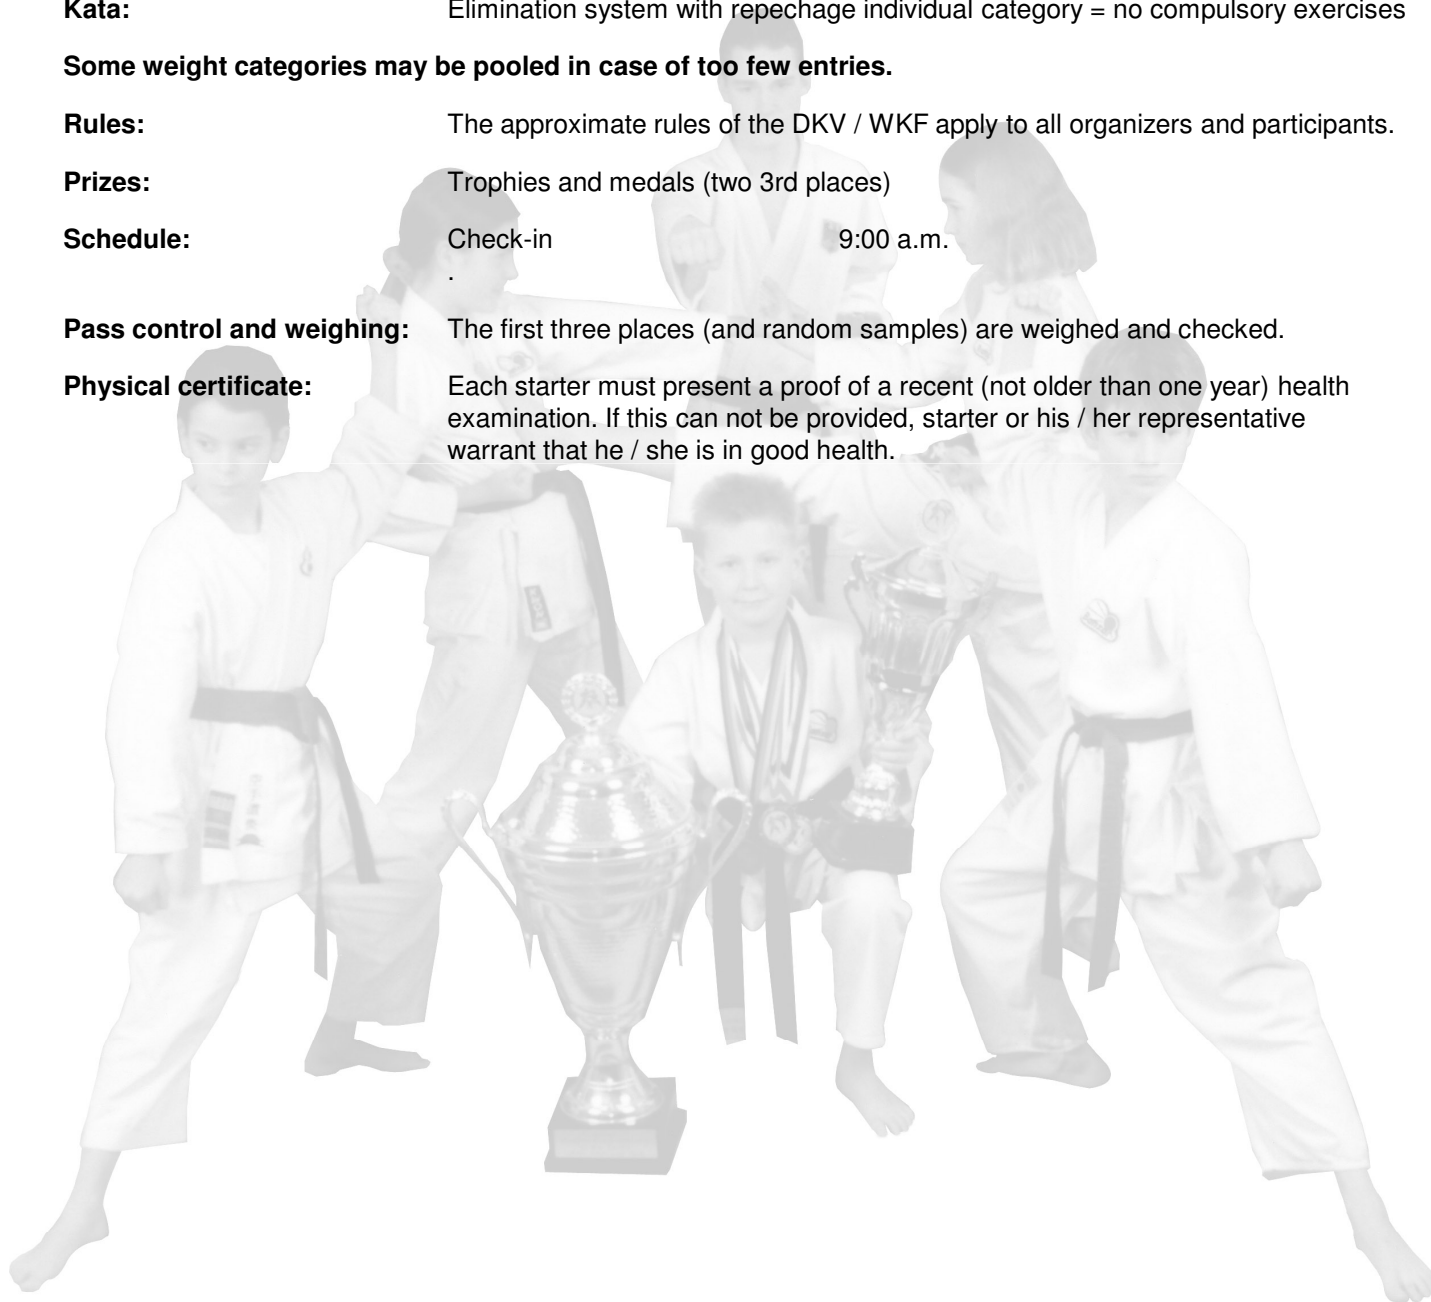 Kata: Elimination system with repechage individual category = no compulsory exercises
Some weight categories may be pooled in case of too few entries.
Rules: The approximate rules of the DKV / WKF apply to all organizers and participants.
Prizes: Trophies and medals (two 3rd places)
Schedule: Check-in 9:00 a.m.
.
Pass control and weighing: The first three places (and random samples) are weighed and checked.
Physical certificate: Each starter must present a proof of a recent (not older than one year) health
examination. If this can not be provided, starter or his / her representative
warrant that he / she is in good health.